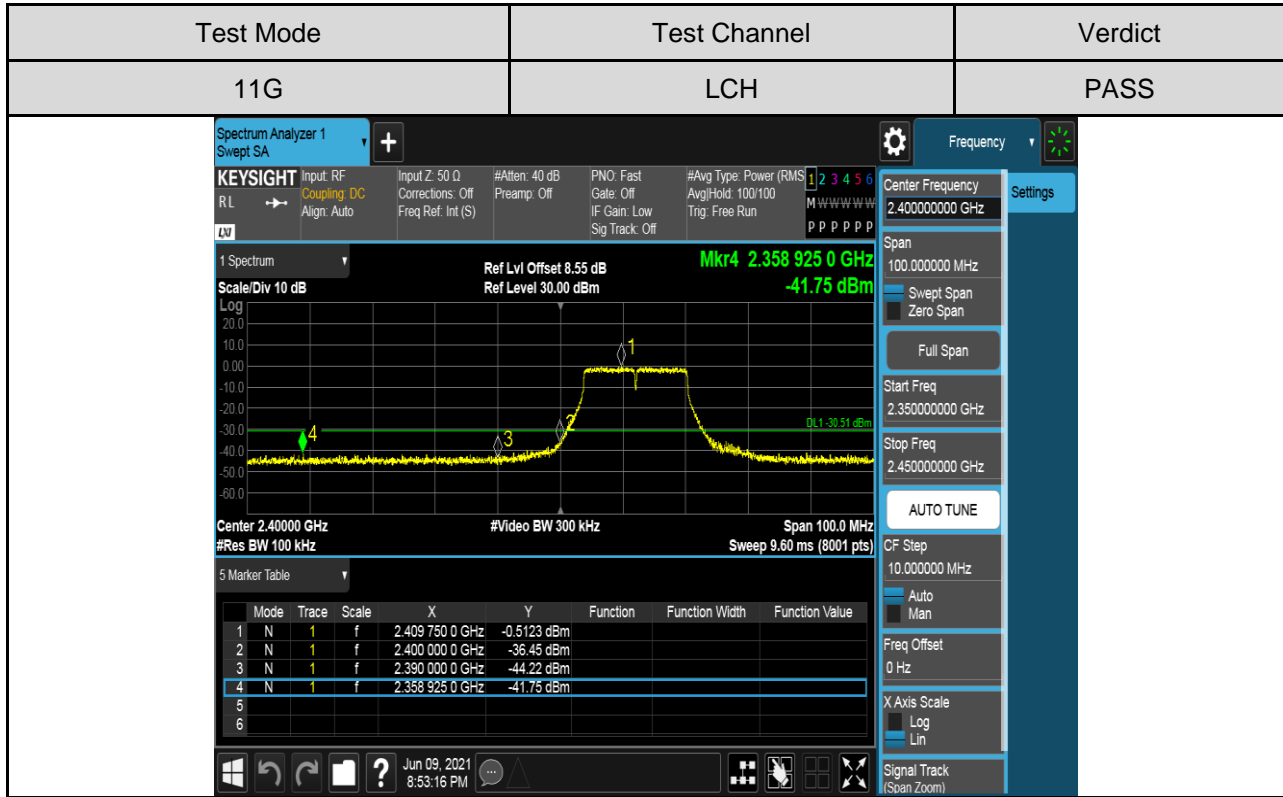 Test Mode Test Channel Verdict
11G LCH PASS
Spectrum Analyzer 1
Swept SA
+
Frequency
KEYSIGHT
RL
LXI
Input: RF
Coupling: DC
Align: Auto
Input Z: 50 Ω
Corrections: Off
Freq Ref: Int (S)
#Atten: 40 dB
Preamp: Off
PNO: Fast
Gate: Off
IF Gain: Low
Sig Track: Off
#Avg Type: Power (RMS
Avg|Hold: 100/100
Trig: Free Run
1 2 3 4 5 6
M W W W W W
P P P P P P
1 Spectrum
Scale/Div 10 dB
Ref Lvl Offset 8.55 dB
Ref Level 30.00 dBm
Mkr4 2.358 925 0 GHz
-41.75 dBm
Log
20.0
10.0
0.00
-10.0
-20.0
-30.0
-40.0
-50.0
-60.0
1
2
3
4
DL1 -30.51 dBm
Center 2.40000 GHz #Video BW 300 kHz Span 100.0 MHz
#Res BW 100 kHz Sweep 9.60 ms (8001 pts)
5 Marker Table
Mode Trace Scale X Y Function Function Width Function Value
1 N 1 f 2.409 750 0 GHz -0.5123 dBm
2 N 1 f 2.400 000 0 GHz -36.45 dBm
3 N 1 f 2.390 000 0 GHz -44.22 dBm
4 N 1 f 2.358 925 0 GHz -41.75 dBm
5
6
?
Jun 09, 2021
8:53:16 PM
Center Frequency
2.400000000 GHz
Settings
Span
100.000000 MHz
Swept Span
Zero Span
Full Span
Start Freq
2.350000000 GHz
Stop Freq
2.450000000 GHz
AUTO TUNE
CF Step
10.000000 MHz
Auto
Man
Freq Offset
0 Hz
X Axis Scale
Log
Lin
Signal Track
(Span Zoom)